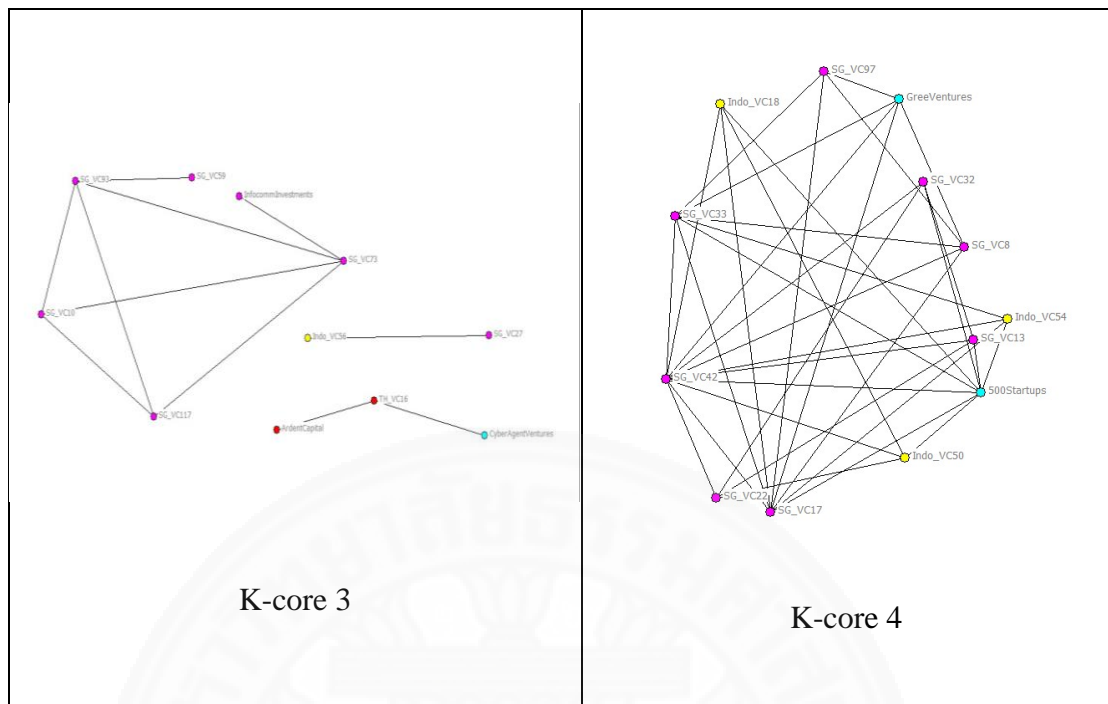 SG_VC93
SG_VC59
InfocommInvestments
SG_VC73
SG_VC10
Indo_VC56
SG_VC27
TH_VC16
SG_VC117
ArdentCapital
CyberAgentVentures
K-core 3
SG_VC97
GreeVentures
Indo_VC18
SG_VC32
SG_VC33
SG_VC8
Indo_VC54
SG_VC13
SG_VC42
500Startups
Indo_VC50
SG_VC22
SG_VC17
K-core 4